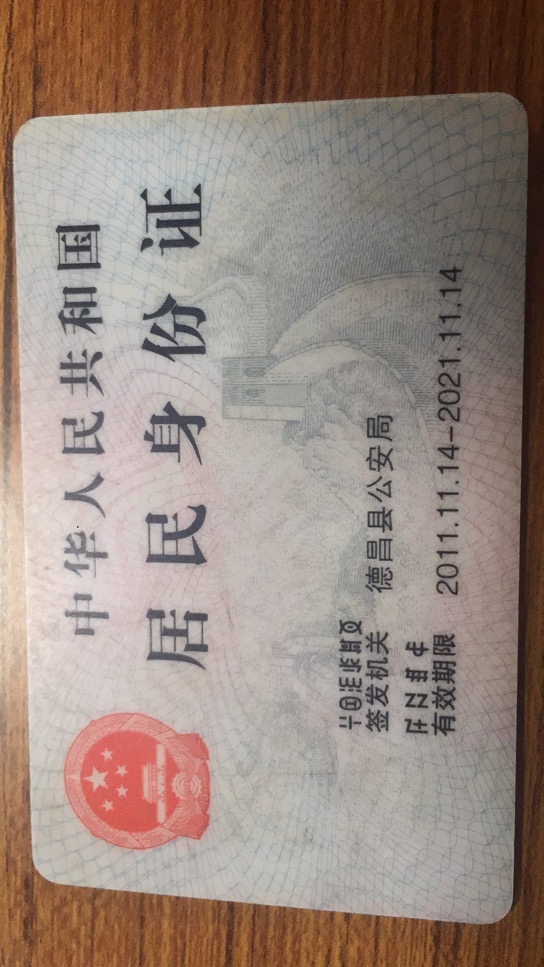 中华人民共和国
居民身份证
签发机关 德昌县公安局
有效期限 2011.11.14-2021.11.14